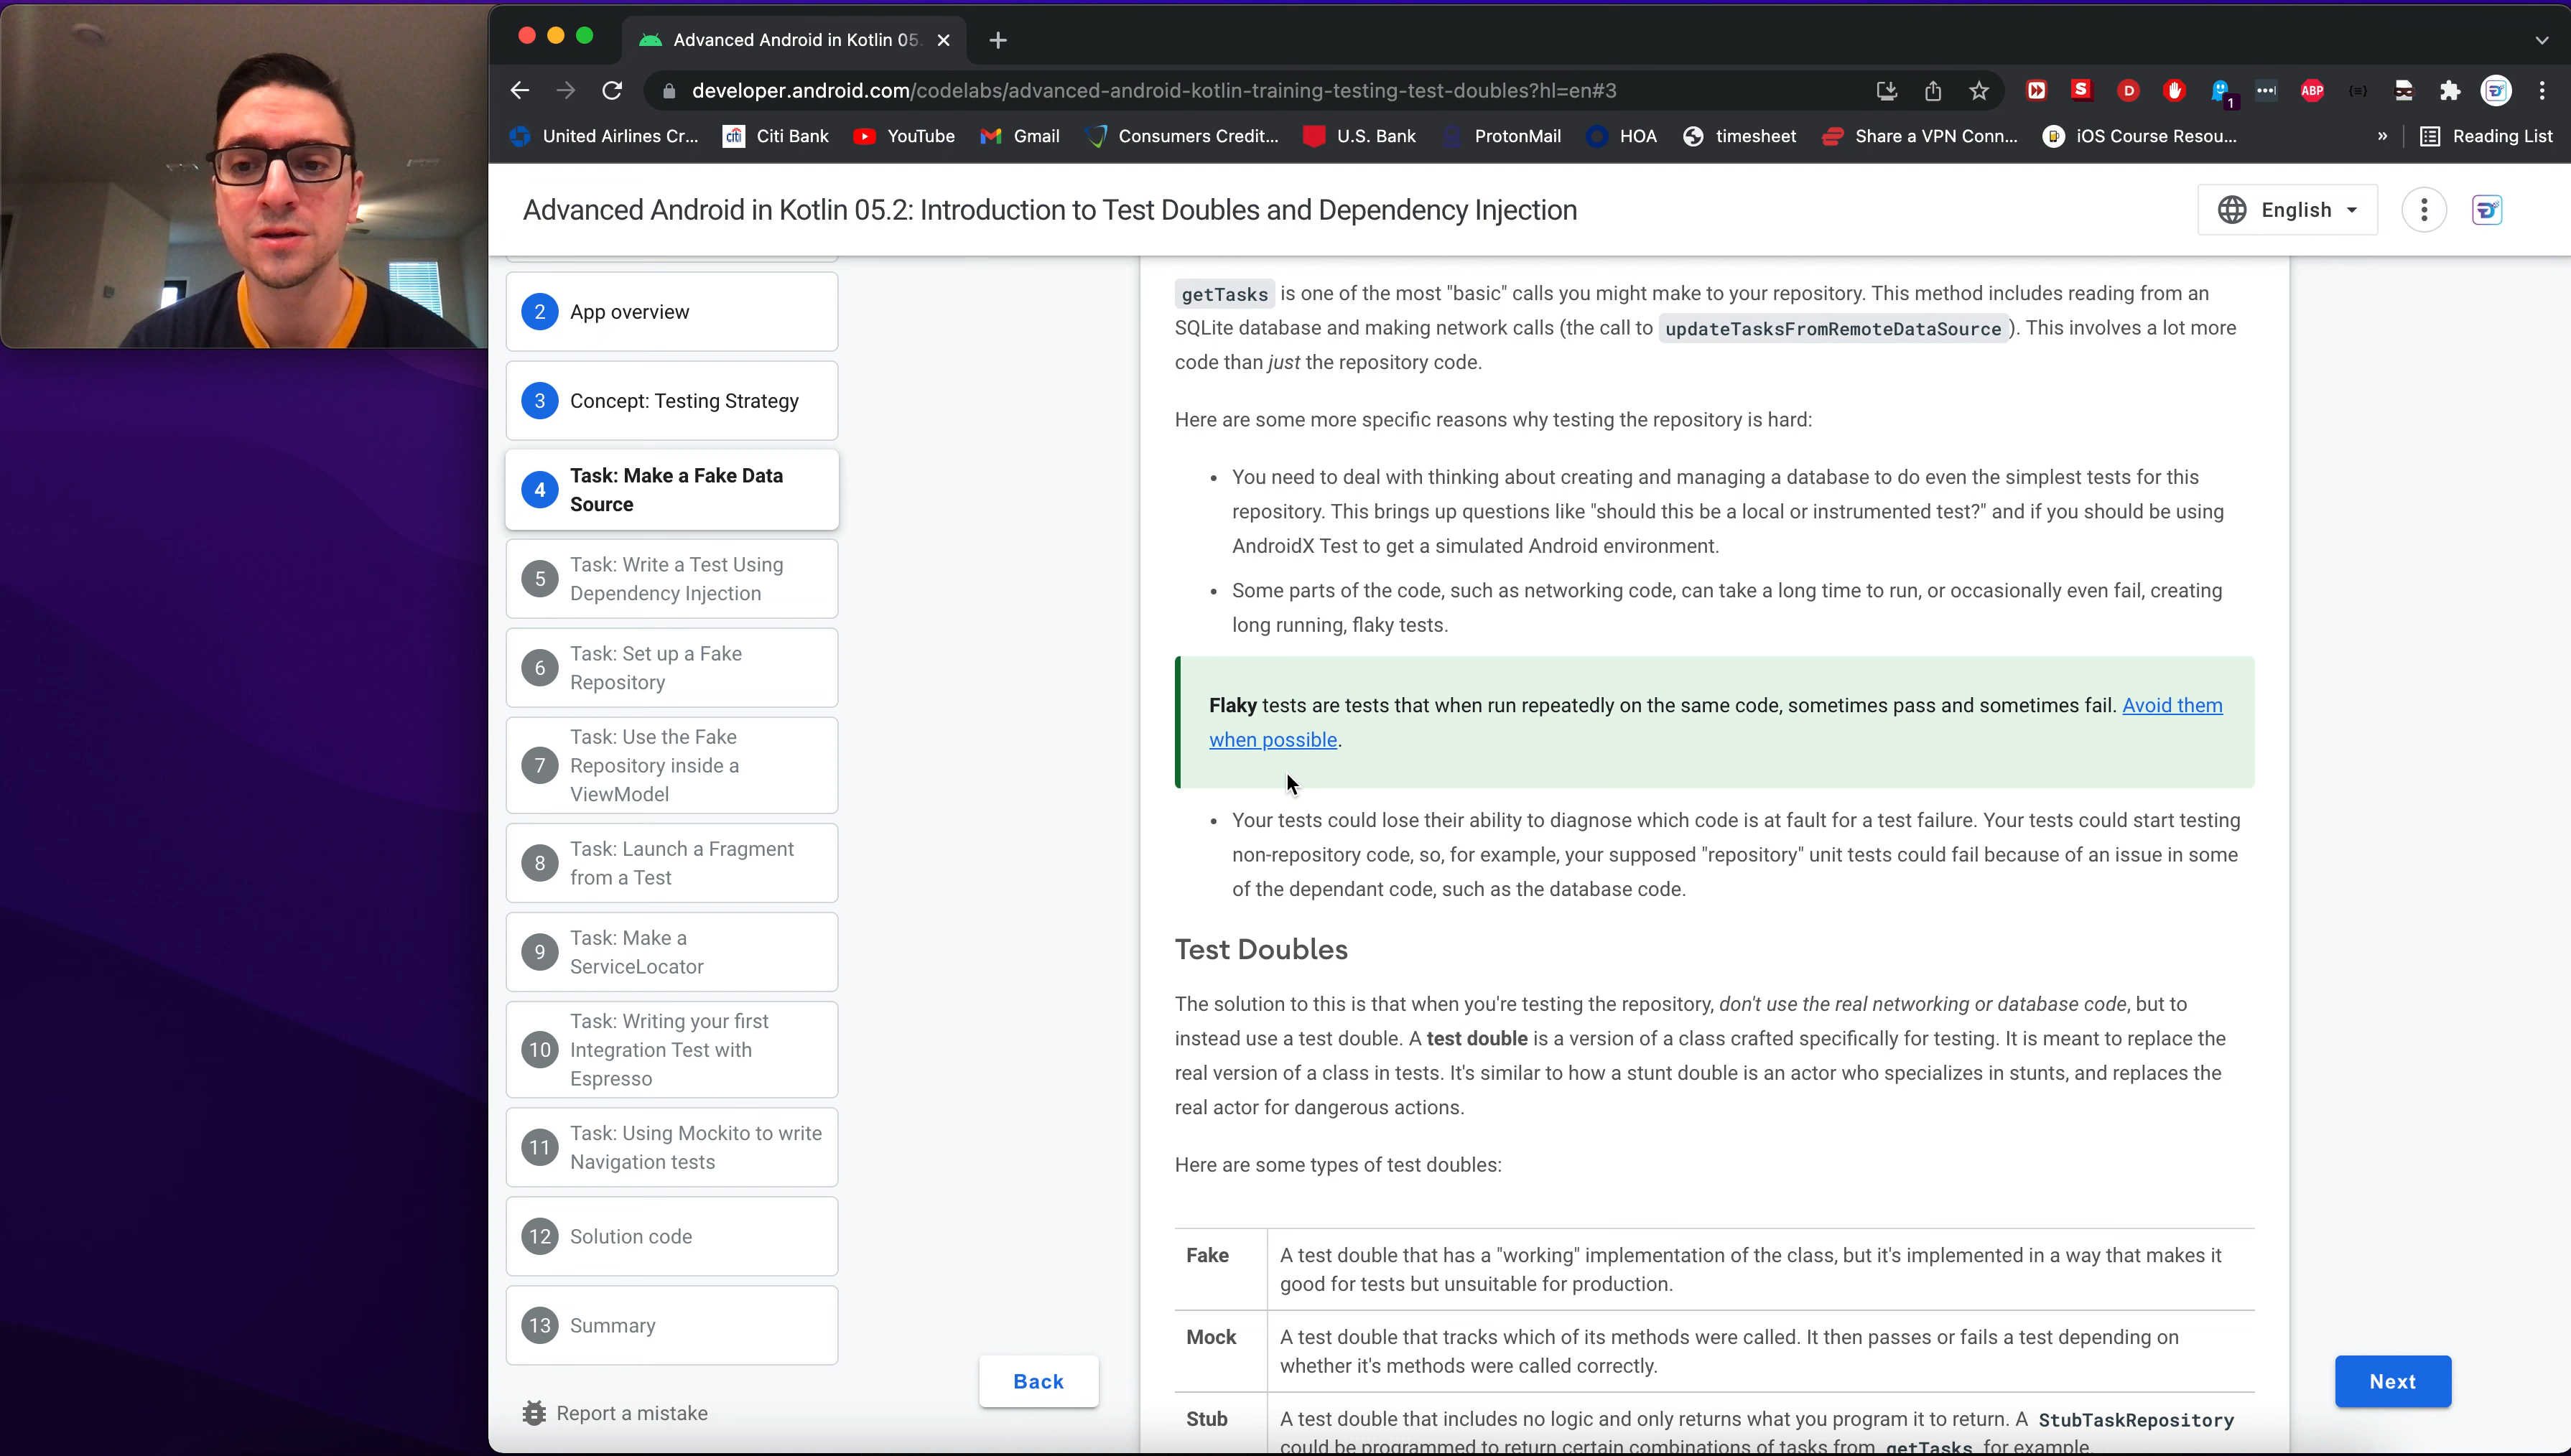 Advanced Android in Kotlin 05.
developer.android.com/codelabs/advanced-android-kotlin-training-testing-test-doubles?hl=en#3
S
D
1
ABP
United Airlines Cr...
citi
Citi Bank
YouTube
Gmail
Consumers Credit...
U.S. Bank
ProtonMail
HOA
timesheet
Share a VPN Conn...
iOS Course Resou...
»
Reading List
Advanced Android in Kotlin 05.2: Introduction to Test Doubles and Dependency Injection
English
2 App overview
3 Concept: Testing Strategy
4 Task: Make a Fake Data
Source
5 Task: Write a Test Using
Dependency Injection
6 Task: Set up a Fake
Repository
7 Task: Use the Fake
Repository inside a
ViewModel
8 Task: Launch a Fragment
from a Test
9 Task: Make a
ServiceLocator
10 Task: Writing your first
Integration Test with
Espresso
11 Task: Using Mockito to write
Navigation tests
12 Solution code
13 Summary
Report a mistake
getTasks is one of the most "basic" calls you might make to your repository. This method includes reading from an
SQLite database and making network calls (the call to updateTasksFromRemoteDataSource). This involves a lot more
code than just the repository code.
Here are some more specific reasons why testing the repository is hard:
• You need to deal with thinking about creating and managing a database to do even the simplest tests for this
repository. This brings up questions like "should this be a local or instrumented test?" and if you should be using
AndroidX Test to get a simulated Android environment.
• Some parts of the code, such as networking code, can take a long time to run, or occasionally even fail, creating
long running, flaky tests.
Flaky tests are tests that when run repeatedly on the same code, sometimes pass and sometimes fail. Avoid them
when possible.
• Your tests could lose their ability to diagnose which code is at fault for a test failure. Your tests could start testing
non-repository code, so, for example, your supposed "repository" unit tests could fail because of an issue in some
of the dependant code, such as the database code.
Test Doubles
The solution to this is that when you're testing the repository, don't use the real networking or database code, but to
instead use a test double. A test double is a version of a class crafted specifically for testing. It is meant to replace the
real version of a class in tests. It's similar to how a stunt double is an actor who specializes in stunts, and replaces the
real actor for dangerous actions.
Here are some types of test doubles:
Fake A test double that has a "working" implementation of the class, but it's implemented in a way that makes it
good for tests but unsuitable for production.
Mock A test double that tracks which of its methods were called. It then passes or fails a test depending on
whether it's methods were called correctly.
Stub A test double that includes no logic and only returns what you program it to return. A StubTaskRepository
could be programmed to return certain combinations of tasks from getTasks for example.
Back
Next